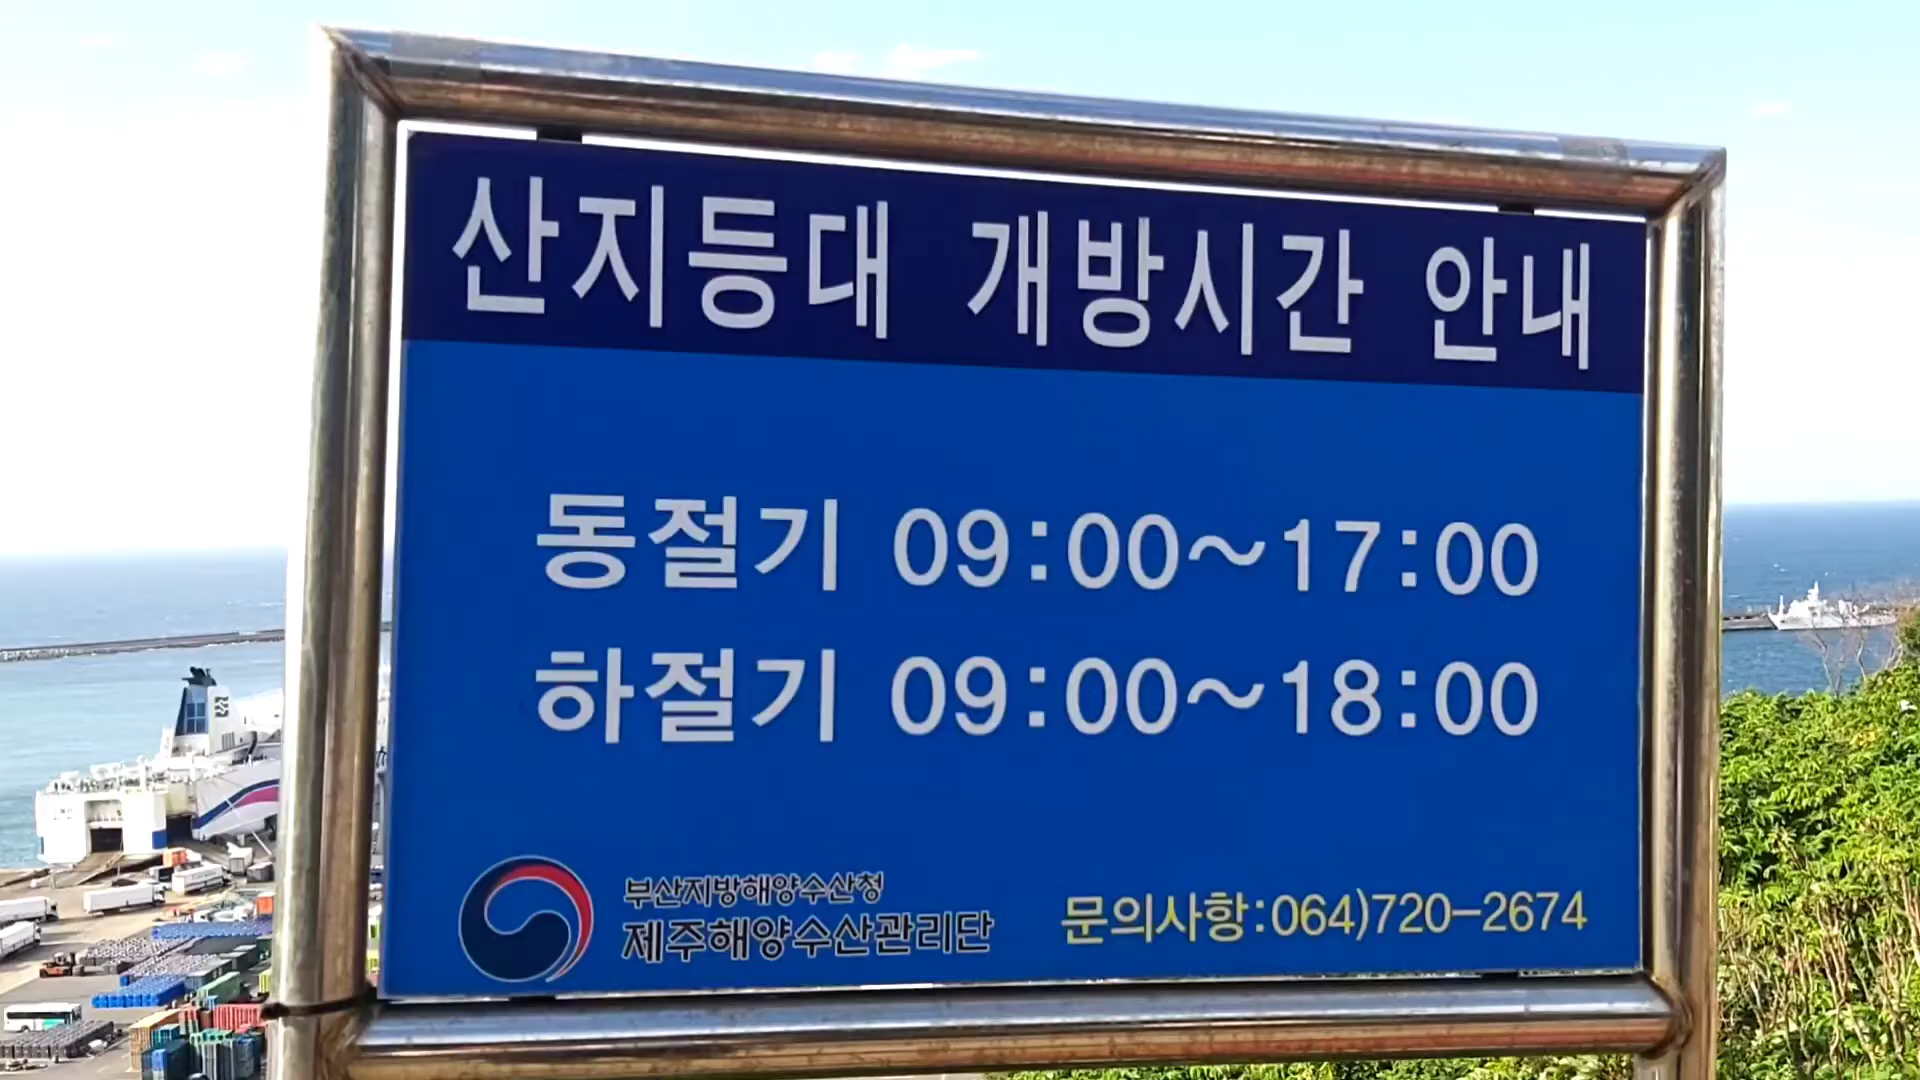 산지등대 개방시간 안내
동절기 09:00~17:00
하절기 09:00~18:00
부산지방해양수산청
제주해양수산관리단
문의사항:064)720-2674